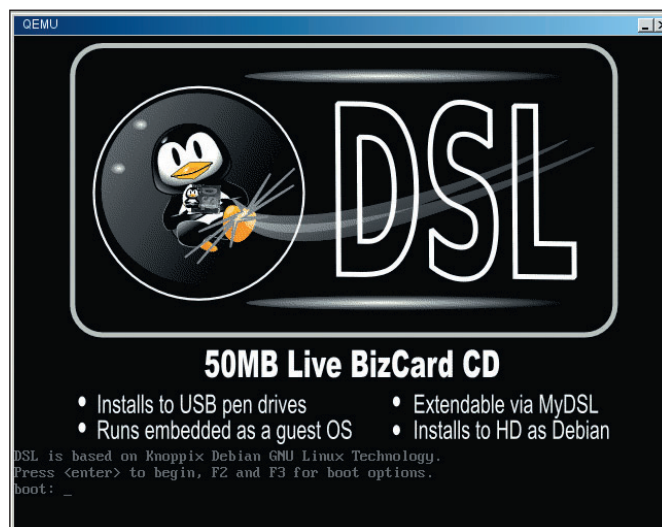 QEMU
DSL
50MB Live BizCard CD
• Installs to USB pen drives
• Extendable via MyDSL
• Runs embedded as a guest OS
• Installs to HD as Debian
DSL is based on Knoppix Debian GNU Linux Technology.
Press <enter> to begin, F2 and F3 for boot options.
boot: _